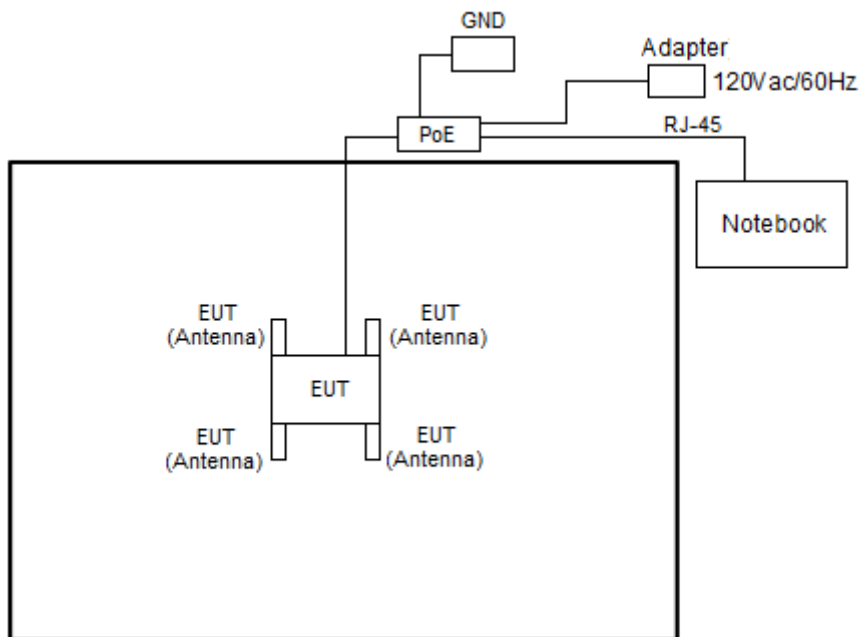 GND
Adapter
120Vac/60Hz
PoE
RJ-45
Notebook
EUT
(Antenna)
EUT
(Antenna)
EUT
EUT
(Antenna)
EUT
(Antenna)